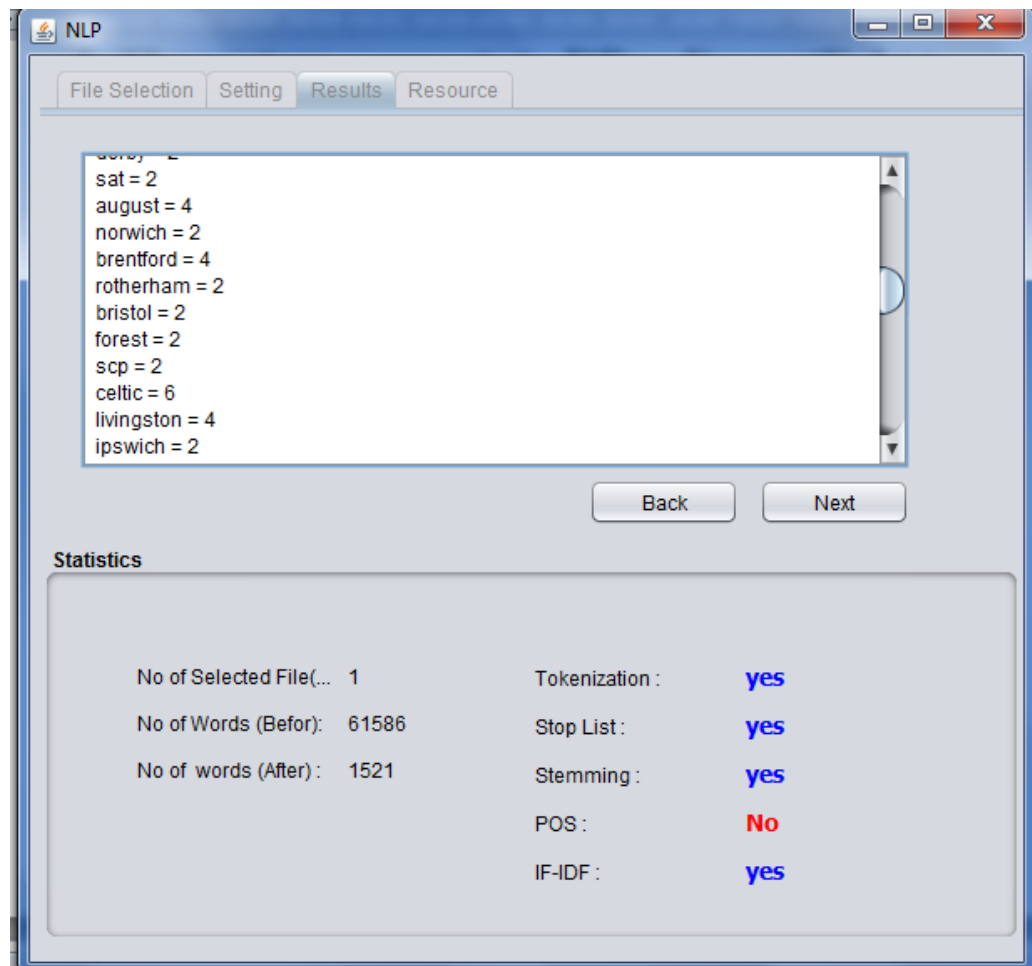 NLP
File Selection Setting Results Resource
sat = 2
august = 4
norwich = 2
brentford = 4
rotherham = 2
bristol = 2
forest = 2
scp = 2
celtic = 6
livingston = 4
ipswich = 2
Back Next
Statistics
No of Selected File(... 1
Tokenization : yes
No of Words (Befor): 61586
Stop List : yes
No of words (After) : 1521
Stemming : yes
POS : No
IF-IDF : yes